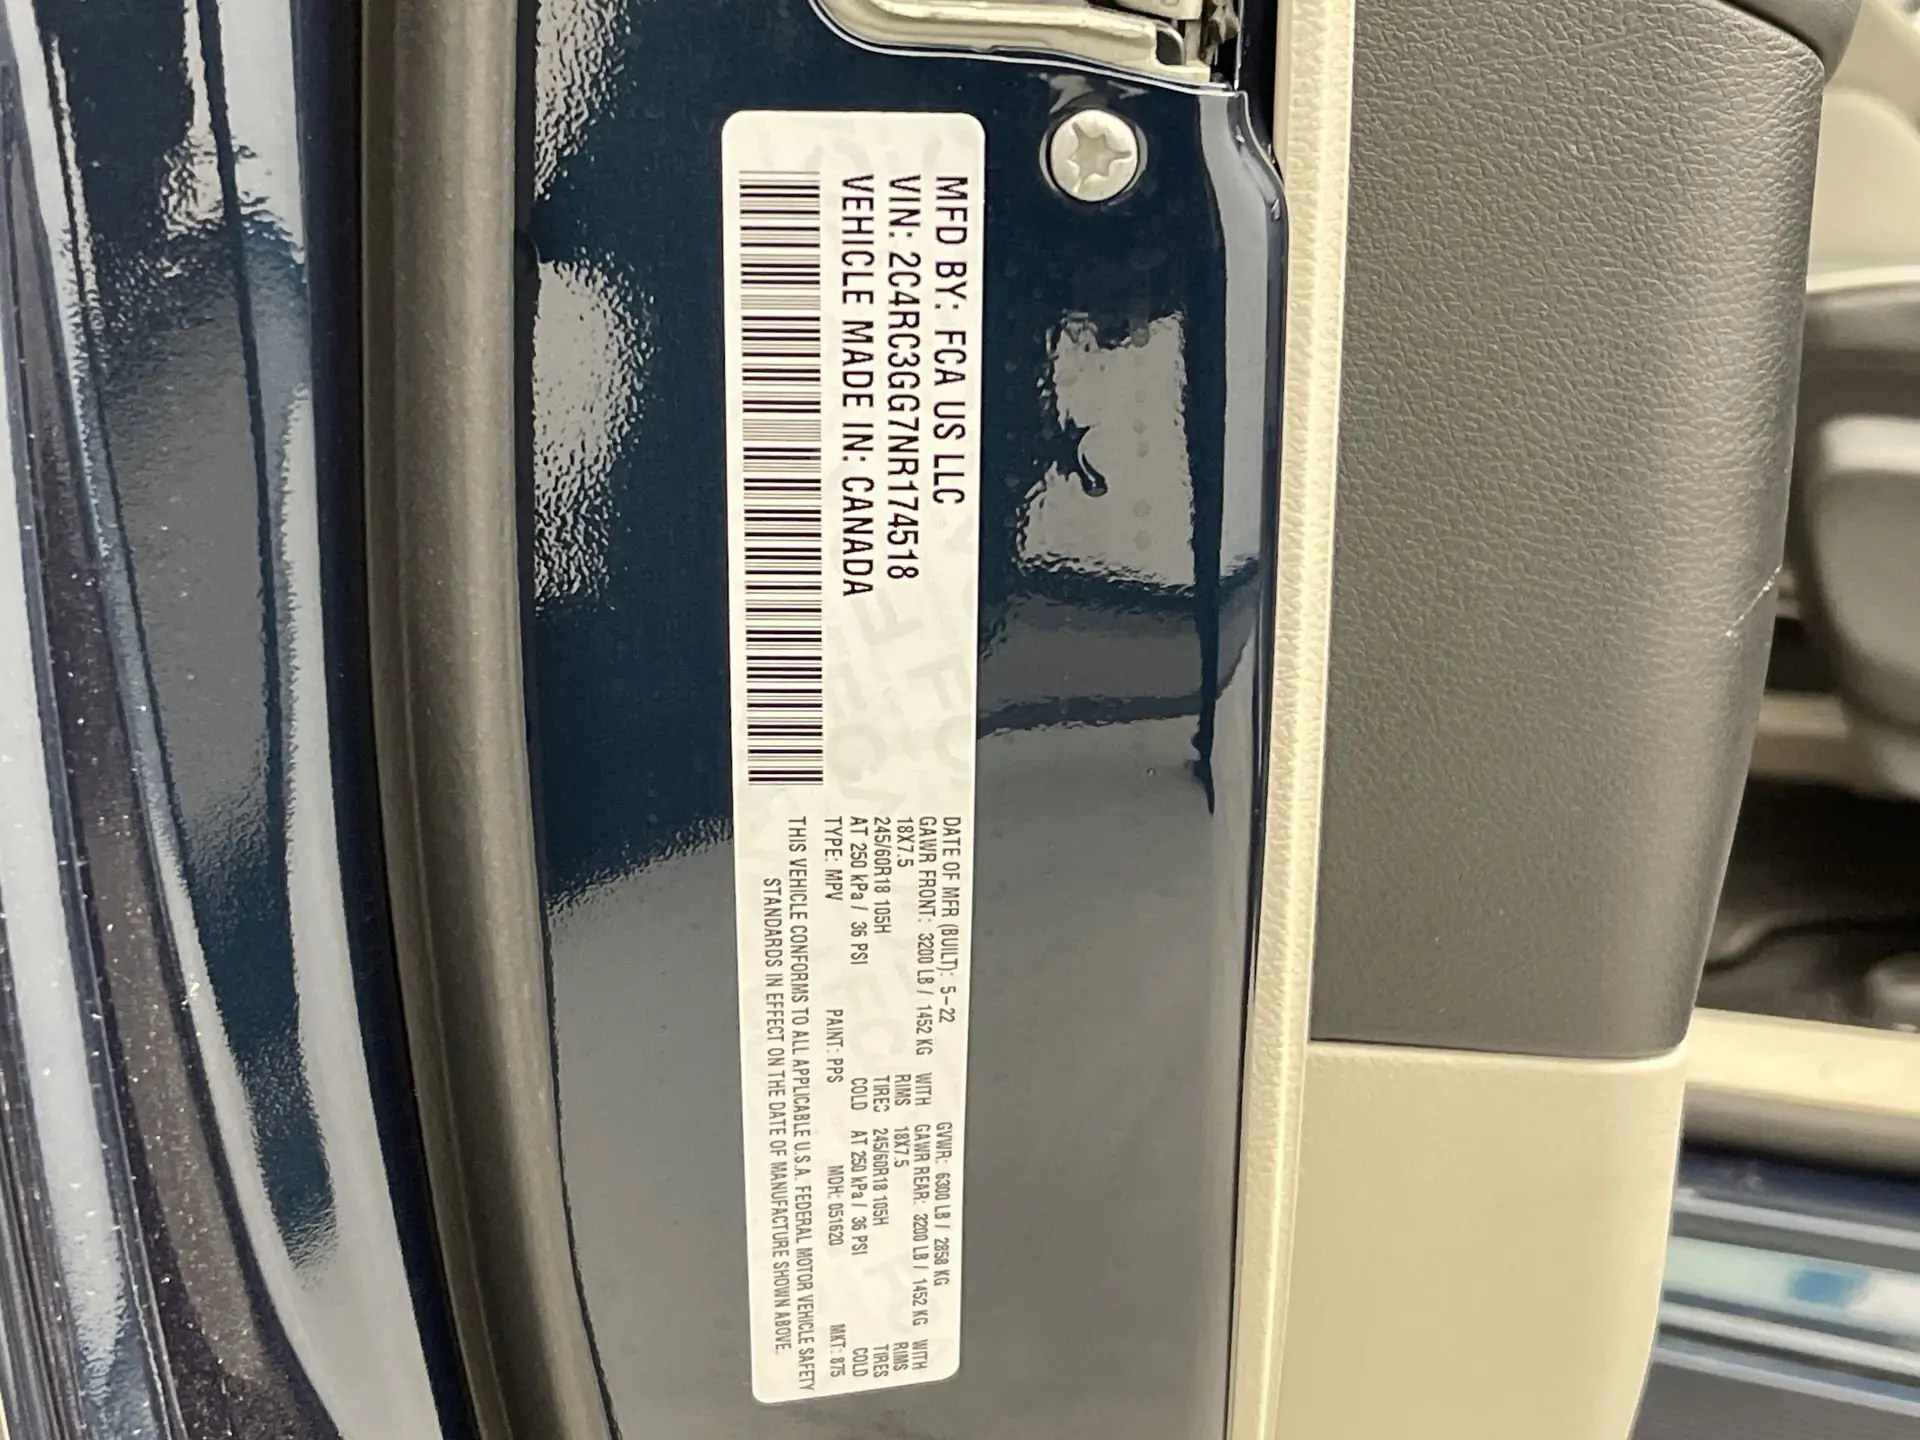 MFD BY: FCA US LLC
VIN: 2C4RC3GG7NR174518
VEHICLE MADE IN: CANADA
DATE OF MFR (BUILT): 5-22 GVWR: 6300 LB / 2858 KG
GAWR FRONT: 3200 LB / 1452 KG WITH GAWR REAR: 3200 LB / 1452 KG WITH
18X7.5 RIMS 18X7.5 RIMS
245/60R18 105H TIRES 245/60R18 105H TIRES
AT 250 kPa / 36 PSI COLD AT 250 kPa / 36 PSI COLD
TYPE: MPV PAINT: PPS MDH: 051620 MKT: 875
THIS VEHICLE CONFORMS TO ALL APPLICABLE U.S.A. FEDERAL MOTOR VEHICLE SAFETY
STANDARDS IN EFFECT ON THE DATE OF MANUFACTURE SHOWN ABOVE.